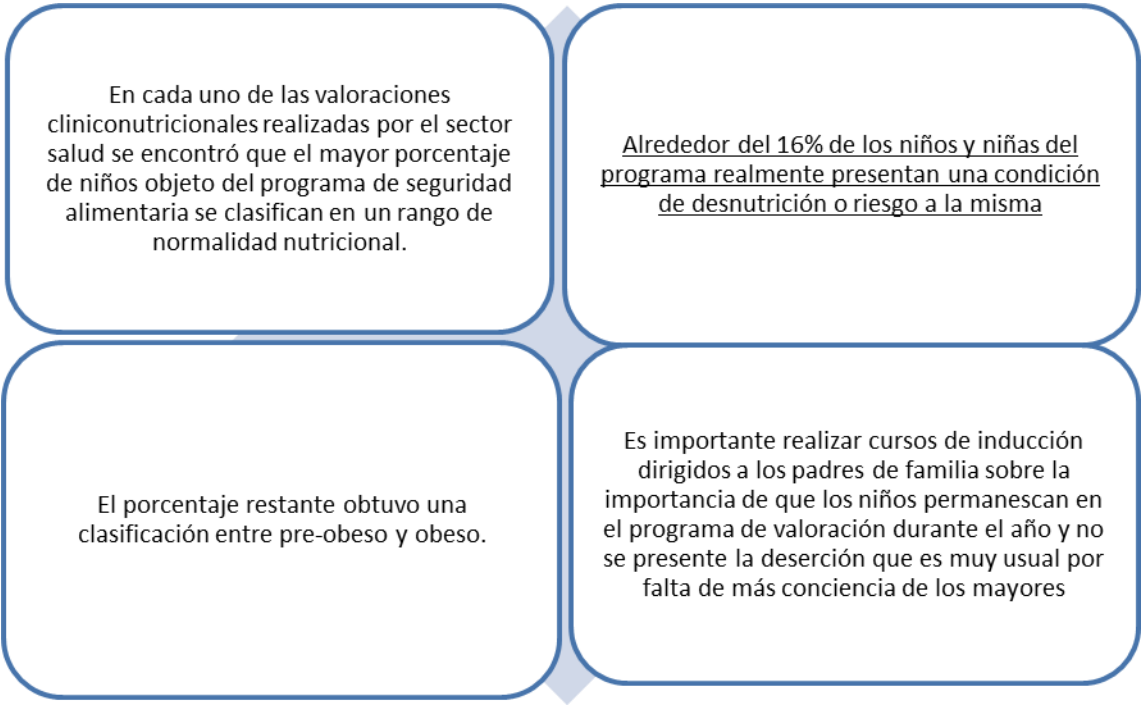 En cada uno de las valoraciones
cliniconutricionales realizadas por el sector
salud se encontró que el mayor porcentaje
de niños objeto del programa de seguridad
alimentaria se clasifican en un rango de
normalidad nutricional.
Alrededor del 16% de los niños y niñas del
programa realmente presentan una condición
de desnutrición o riesgo a la misma
El porcentaje restante obtuvo una
clasificación entre pre-obeso y obeso.
Es importante realizar cursos de inducción
dirigidos a los padres de familia sobre la
importancia de que los niños permanescan en
el programa de valoración durante el año y no
se presente la deserción que es muy usual por
falta de más conciencia de los mayores